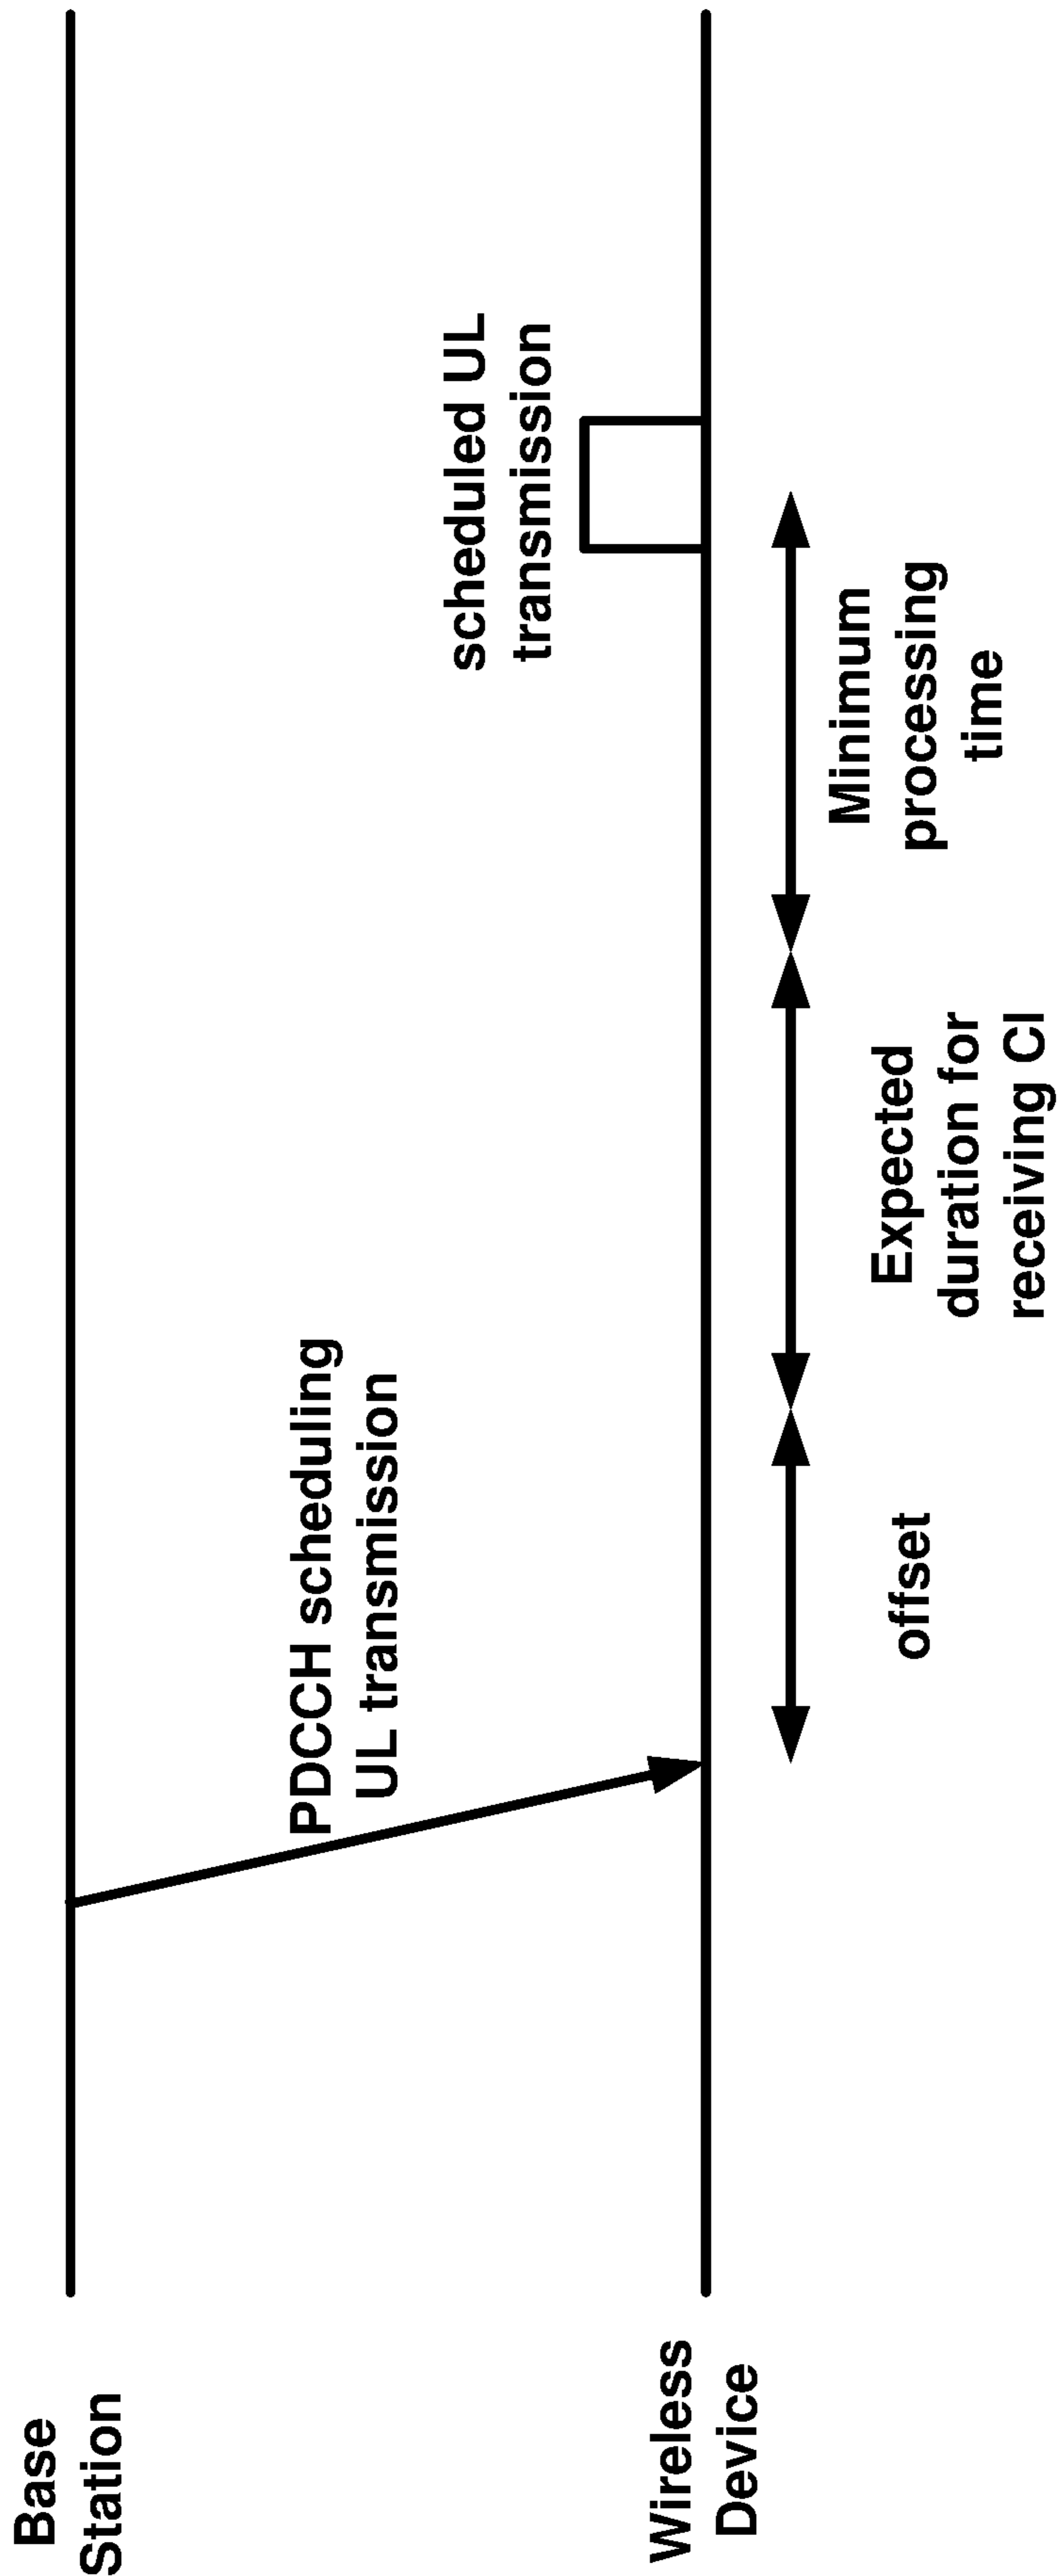 Base
Station
PDCCH scheduling
UL transmission
scheduled UL
transmission
Wireless
Device
offset
Expected
duration for
receiving CI
Minimum
processing
time